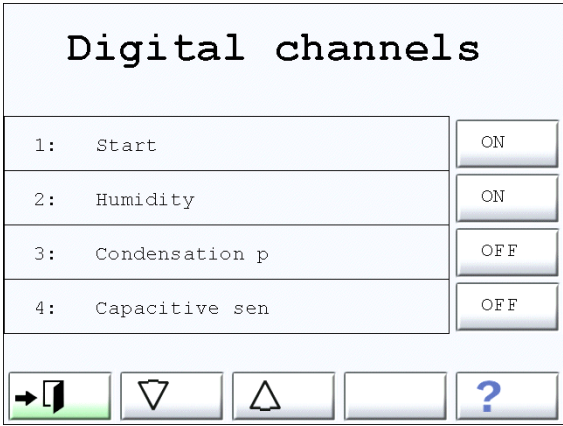 Digital channels
1: Start ON
2: Humidity ON
3: Condensation p OFF
4: Capacitive sen OFF
?